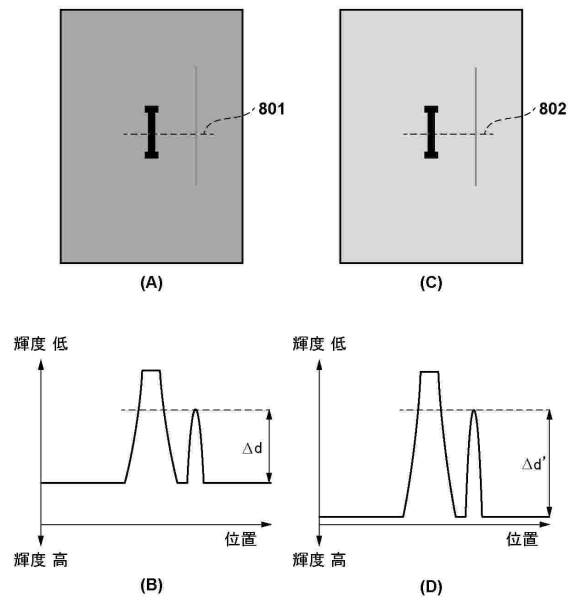 801
802
(A)
(C)
輝度 低
Δd
位置
輝度 高
(B)
輝度 低
Δd'
位置
輝度 高
(D)